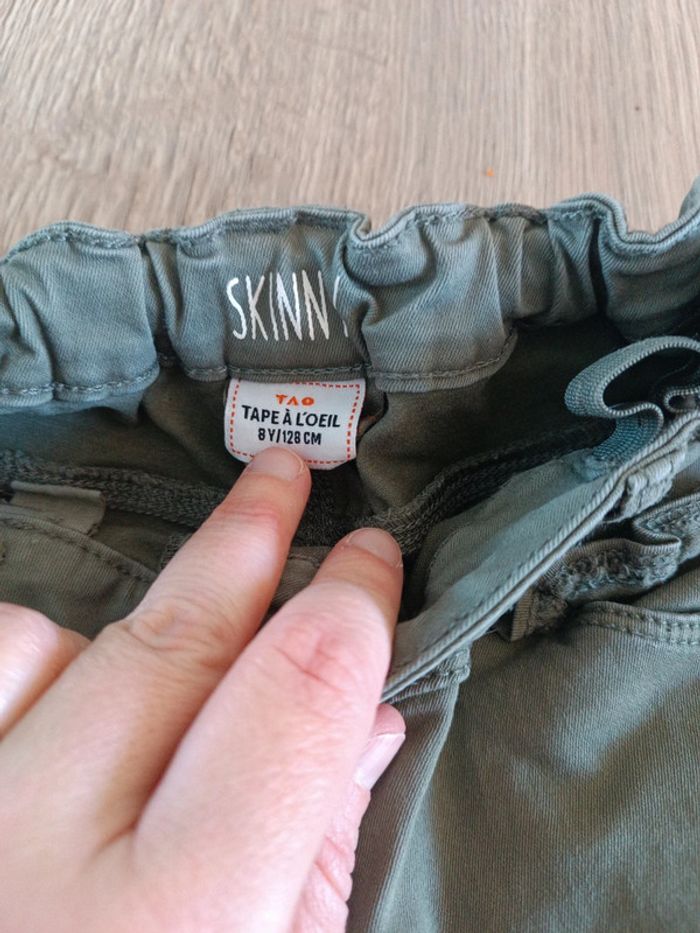 SKINN
TAO
TAPE À L'OEIL
8Y/128 CM